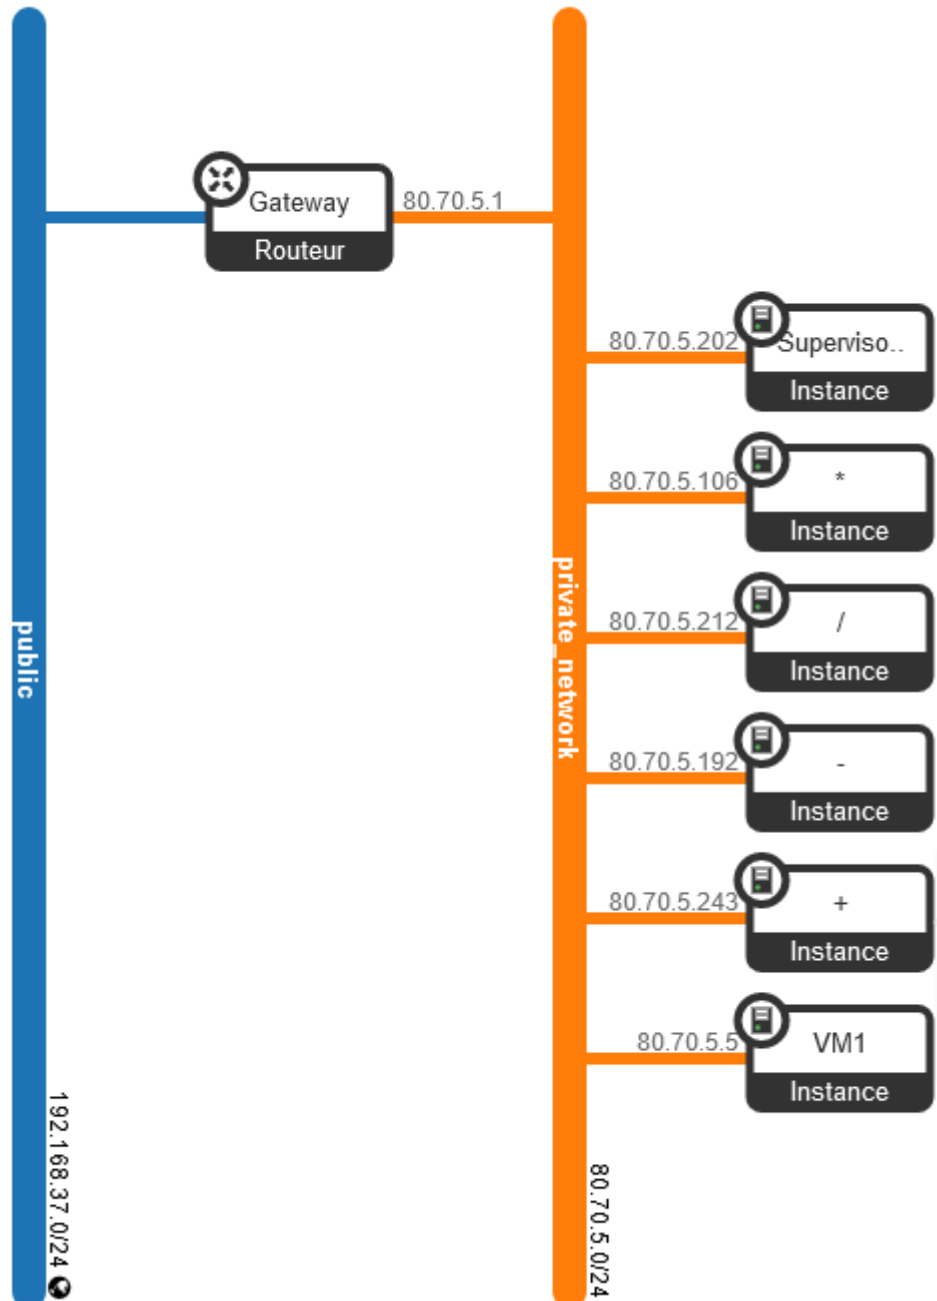 Gateway
Routeur
80.70.5.1
80.70.5.202
Superviso..
Instance
80.70.5.106
*
Instance
80.70.5.212
/
Instance
80.70.5.192
-
Instance
80.70.5.243
+
Instance
80.70.5.5
VM1
Instance
public
192.168.37.0/24
private_network
80.70.5.0/24